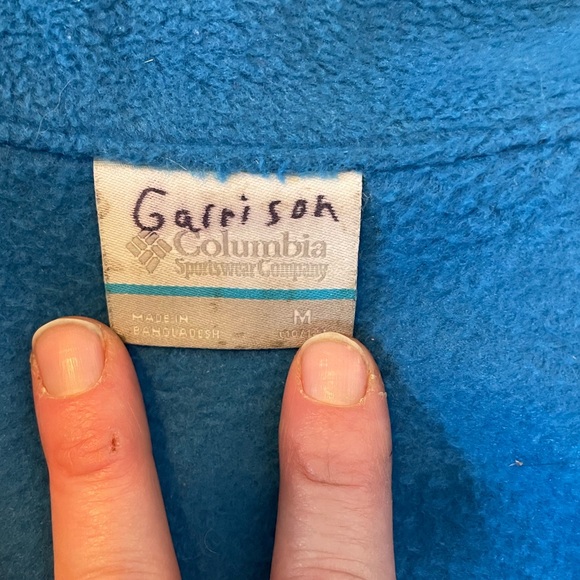 Garrison
Columbia
Sportswear Company
MADE IN
BANGLADESH
M